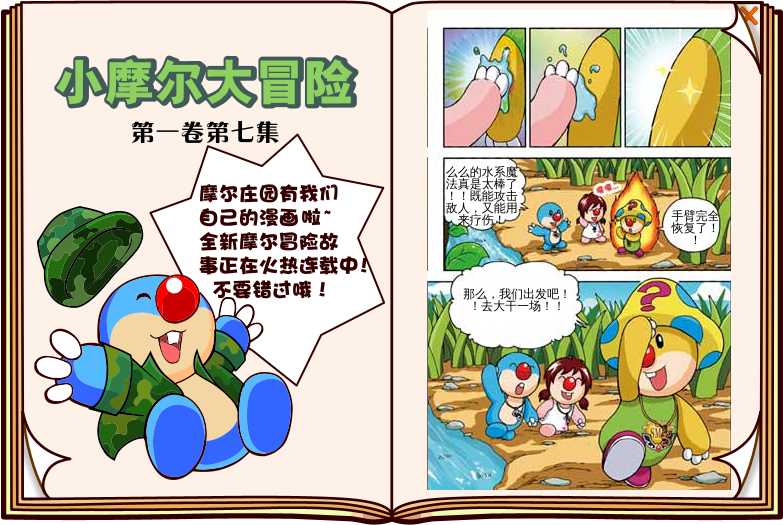 小摩尔大冒险
第一卷第七集
摩尔庄园有我们
自己的漫画啦~
全新摩尔冒险故
事正在火热连载中！
不要错过哦！
?
?
?
么么的水系魔
法真是太棒了
！！既能攻击
敌人，又能用
来疗伤！
?
手臂完全
恢复了！
！
那么，我们出发吧！
！去大干一场！！
?